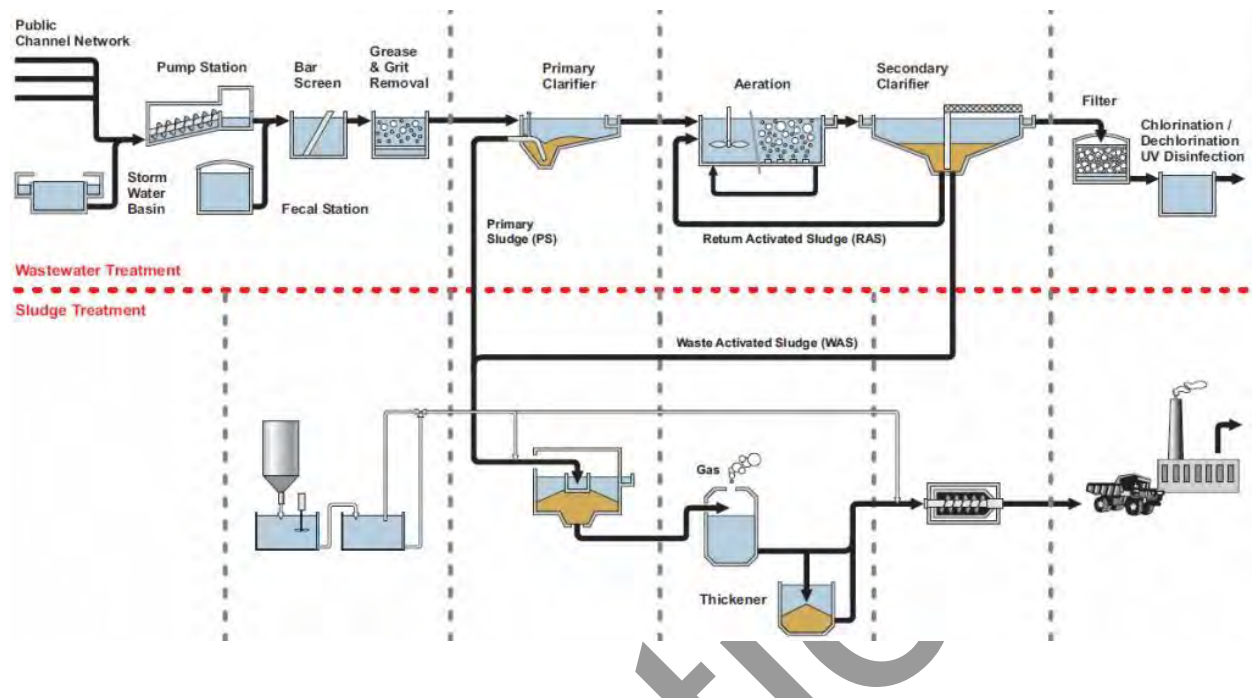 Public
Channel Network
Pump Station
Bar
Screen
Grease
& Grit
Removal
Primary
Clarifier
Aeration
Secondary
Clarifier
Filter
Chlorination /
Dechlorination
UV Disinfection
Storm
Water
Basin
Fecal Station
Primary
Sludge (PS)
Return Activated Sludge (RAS)
Wastewater Treatment
Sludge Treatment
Waste Activated Sludge (WAS)
Gas
Thickener